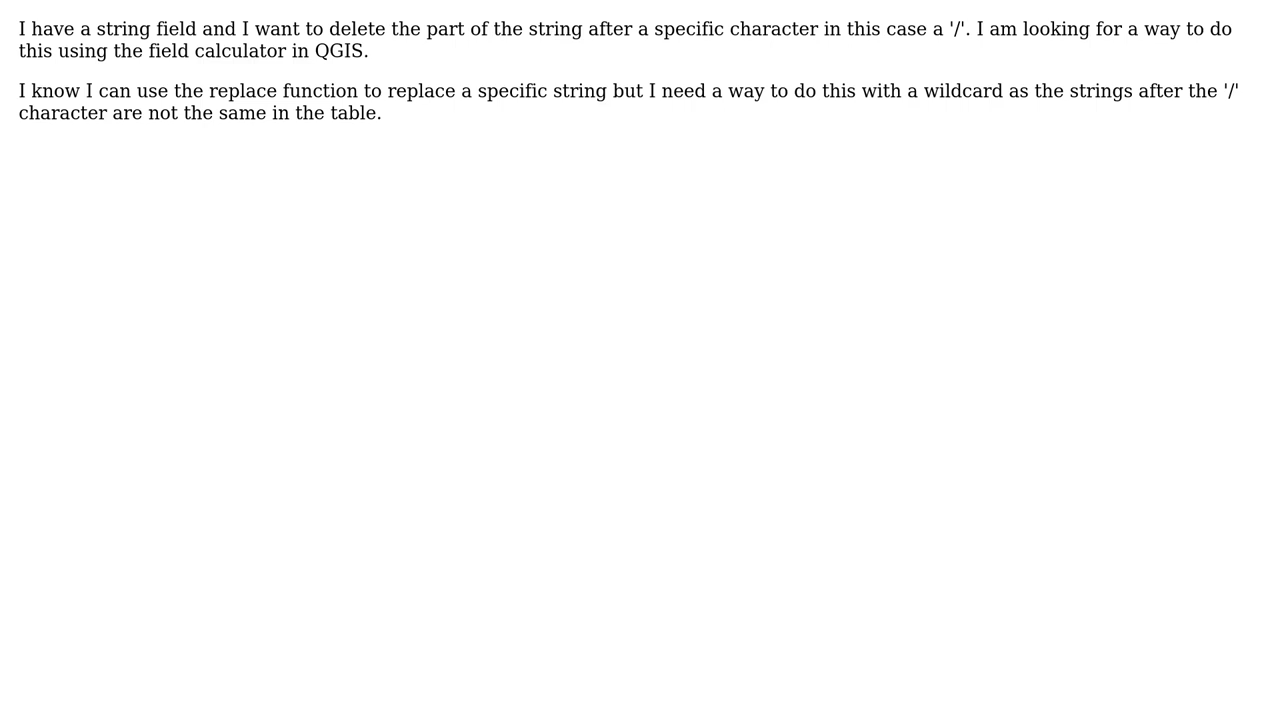 I have a string field and I want to delete the part of the string after a specific character in this case a '/'. I am looking for a way to do
this using the field calculator in QGIS.
I know I can use the replace function to replace a specific string but I need a way to do this with a wildcard as the strings after the '/'
character are not the same in the table.